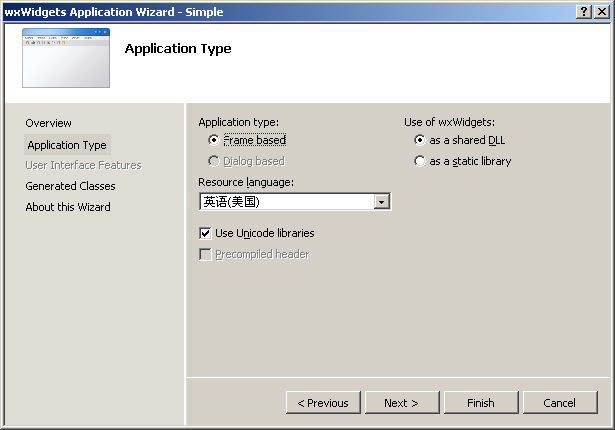 wxWidgets Application Wizard - Simple
Application Type
Overview
Application Type
User Interface Features
Generated Classes
About this Wizard
Application type:
Frame based
Dialog based
Use of wxWidgets:
as a shared DLL
as a static library
Resource language:
英语(美国)
Use Unicode libraries
Precompiled header
< Previous
Next >
Finish
Cancel